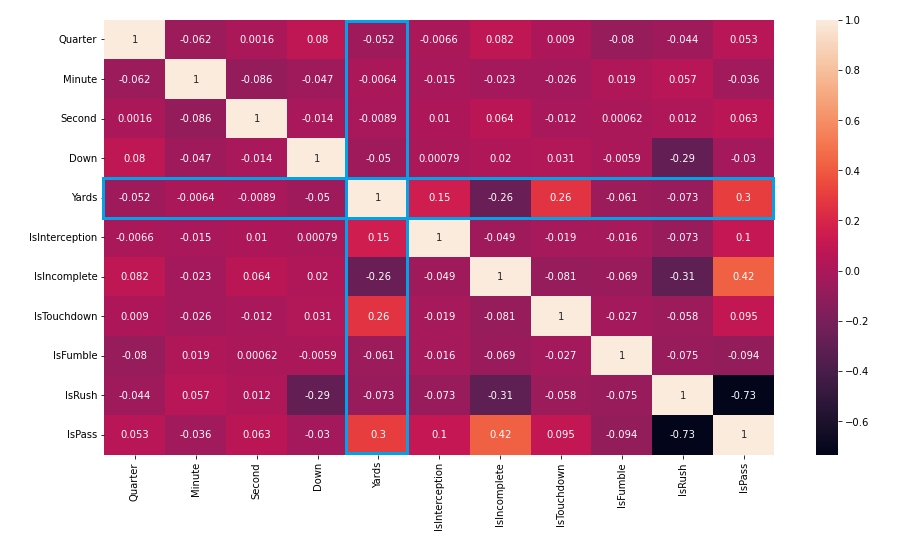 Quarter 1 -0.062 0.0016 0.08 -0.052 -0.0066 0.082 0.009 -0.08 -0.044 0.053
Minute -0.062 1 -0.086 -0.047 -0.0064 -0.015 -0.023 -0.026 0.019 0.057 -0.036
Second 0.0016 -0.086 1 -0.014 -0.0089 0.01 0.064 -0.012 0.00062 0.012 0.063
Down 0.08 -0.047 -0.014 1 -0.05 0.00079 0.02 0.031 -0.0059 -0.29 -0.03
Yards -0.052 -0.0064 -0.0089 -0.05 1 0.15 -0.26 0.26 -0.061 -0.073 0.3
IsInterception -0.0066 -0.015 0.01 0.00079 0.15 1 -0.049 -0.019 -0.016 -0.073 0.1
IsIncomplete 0.082 -0.023 0.064 0.02 -0.26 -0.049 1 -0.081 -0.069 -0.31 0.42
IsTouchdown 0.009 -0.026 -0.012 0.031 0.26 -0.019 -0.081 1 -0.027 -0.058 0.095
IsFumble -0.08 0.019 0.00062 -0.0059 -0.061 -0.016 -0.069 -0.027 1 -0.075 -0.094
IsRush -0.044 0.057 0.012 -0.29 -0.073 -0.073 -0.31 -0.058 -0.075 1 -0.73
IsPass 0.053 -0.036 0.063 -0.03 0.3 0.1 0.42 0.095 -0.094 -0.73 1
Quarter Minute Second Down Yards IsInterception IsIncomplete IsTouchdown IsFumble IsRush IsPass
1.0
0.8
0.6
0.4
0.2
0.0
−0.2
−0.4
−0.6